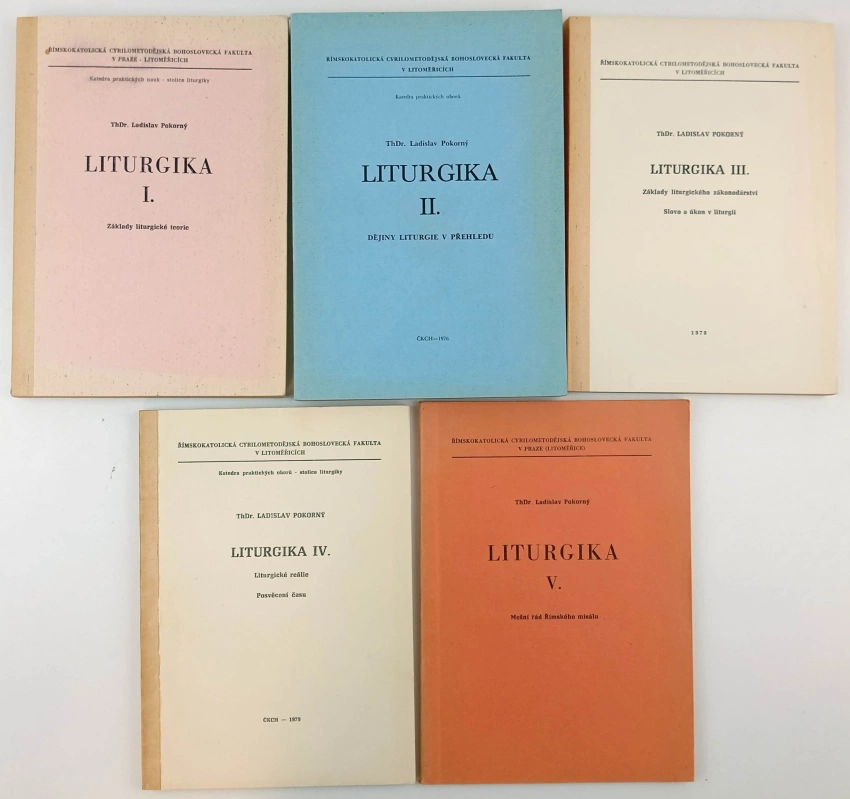 ŘÍMSKOKATOLICKÁ CYRILOMETODĚJSKÁ BOHOSLOVECKÁ FAKULTA
V PRAZE - LITOMĚŘICÍCH
Katedra praktických nauk - stolice liturgiky
ThDr. Ladislav Pokorný
LITURGIKA
I.
Základy liturgické teorie
ŘÍMSKOKATOLICKÁ CYRILOMETODĚJSKÁ BOHOSLOVECKÁ FAKULTA
V LITOMĚŘICÍCH
Katedra praktických oborů
ThDr. Ladislav Pokorný
LITURGIKA
II.
DĚJINY LITURGIE V PŘEHLEDU
ČKCH—1976
ŘÍMSKOKATOLICKÁ CYRILOMETODĚJSKÁ BOHOSLOVECKÁ FAKULTA
V LITOMĚŘICÍCH
ThDr. LADISLAV POKORNÝ
LITURGIKA III.
Základy liturgického zákonodárství
Slovo a úkon v liturgii
1978
ŘÍMSKOKATOLICKÁ CYRILOMETODĚJSKÁ BOHOSLOVECKÁ FAKULTA
V LITOMĚŘICÍCH
Katedra praktických oborů - stolice liturgiky
ThDr. LADISLAV POKORNÝ
LITURGIKA IV.
Liturgické reálie
Posvěcení času
ČKCH — 1979
ŘÍMSKOKATOLICKÁ CYRILOMETODĚJSKÁ BOHOSLOVECKÁ FAKULTA
V PRAZE (LITOMĚŘICE)
ThDr. Ladislav Pokorný
LITURGIKA
V.
Mešní řád Římského misálu